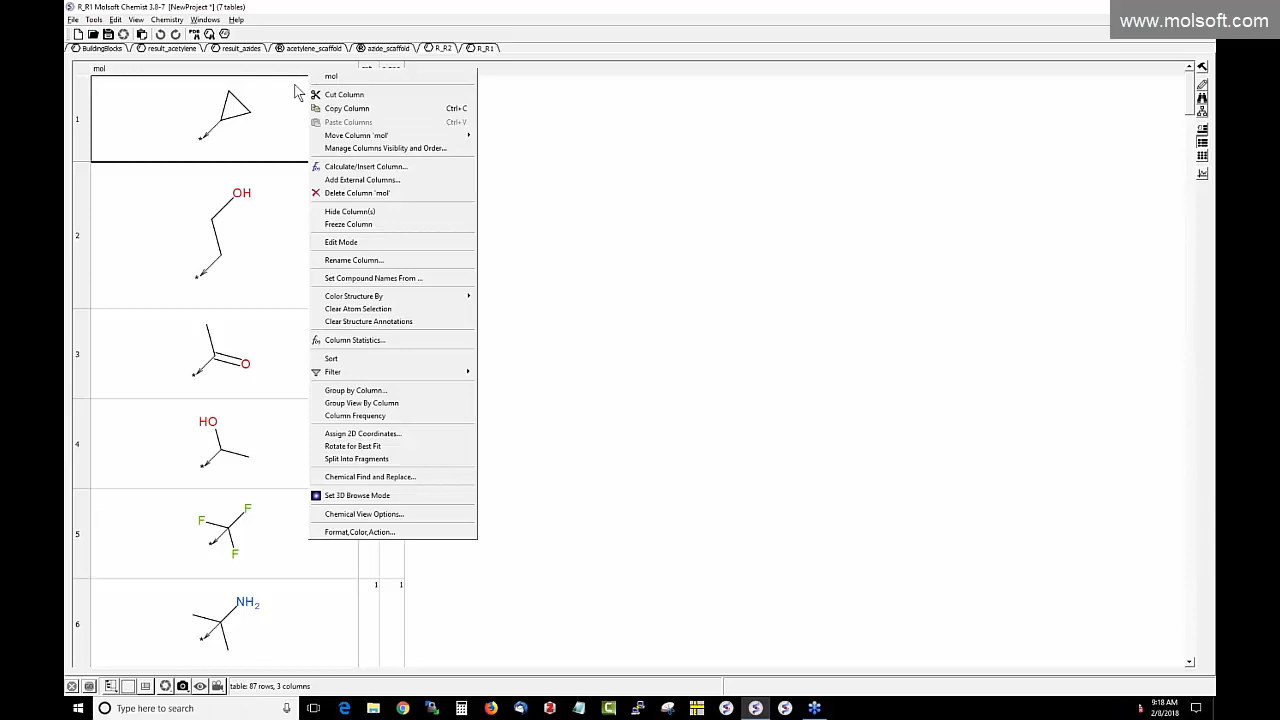 R_R1 Molsoft Chemist 3.8-7 [NewProject *] (7 tables)
www.molsoft.com
File Tools Edit View Chemistry Windows Help
BuildingBlocks result_acetylene result_azides acetylene_scaffold azide_scaffold R_R2 R_R1
mol
mol
Cut Column
Copy Column Ctrl+C
Paste Columns Ctrl+V
Move Column 'mol'
Manage Columns Visiblity and Order...
Calculate/Insert Column...
Add External Columns...
Delete Column 'mol'
Hide Column(s)
Freeze Column
Edit Mode
Rename Column...
Set Compound Names From ...
Color Structure By
Clear Atom Selection
Clear Structure Annotations
Column Statistics...
Sort
Filter
Group by Column...
Group View By Column
Column Frequency
Assign 2D Coordinates...
Rotate for Best Fit
Split Into Fragments
Chemical Find and Replace...
Set 3D Browse Mode
Chemical View Options...
Format,Color,Action...
1
*
2
OH
*
3
O
*
4
HO
*
5
F F
F
*
1 1
6
NH2
*
table: 87 rows, 3 columns
Type here to search
9:18 AM
2/8/2018